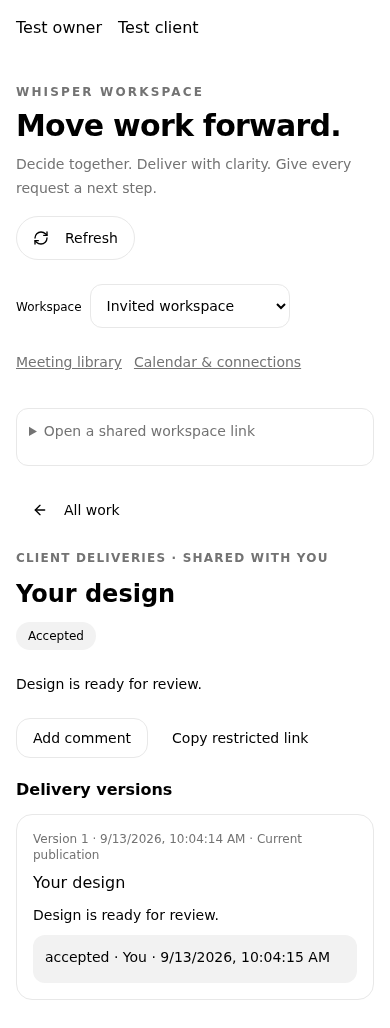 Test owner Test client
WHISPER WORKSPACE
Move work forward.
Decide together. Deliver with clarity. Give every
request a next step.
Refresh
Workspace Invited workspace
Meeting library Calendar & connections
Open a shared workspace link
All work
CLIENT DELIVERIES · SHARED WITH YOU
Your design
Accepted
Design is ready for review.
Add comment Copy restricted link
Delivery versions
Version 1 · 9/13/2026, 10:04:14 AM · Current
publication
Your design
Design is ready for review.
accepted · You · 9/13/2026, 10:04:15 AM